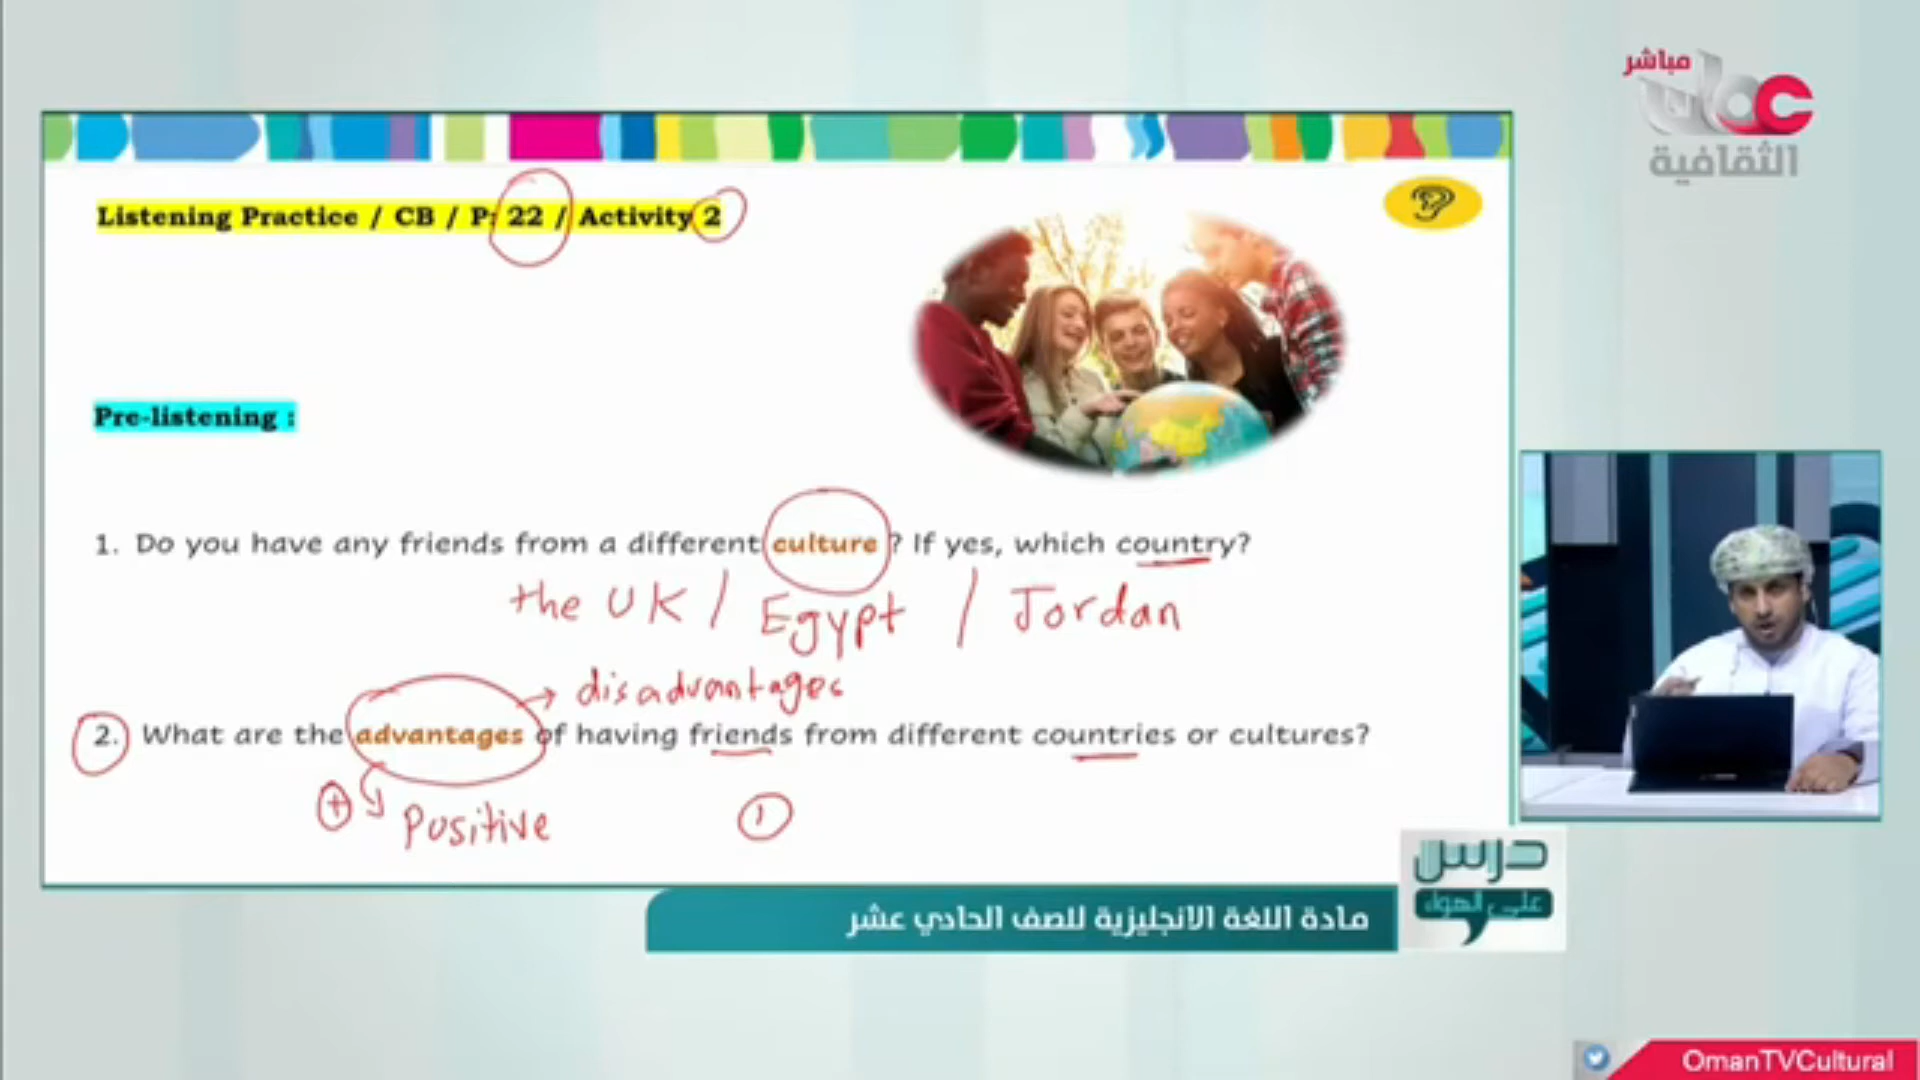 مباشر
عمان
الثقافية
Listening Practice / CB / P: 22 / Activity 2
Pre-listening :
1. Do you have any friends from a different culture ? If yes, which country?
the UK / Egypt / Jordan
disadvantages
2. What are the advantages of having friends from different countries or cultures?
+ Positive
1
درس
على الهواء
مادة اللغة الانجليزية للصف الحادي عشر
OmanTVCultural